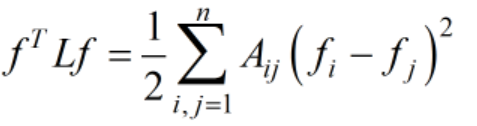 f^T Lf = \frac{1}{2} \sum_{i,j=1}^{n} A_{ij} (f_i - f_j)^2